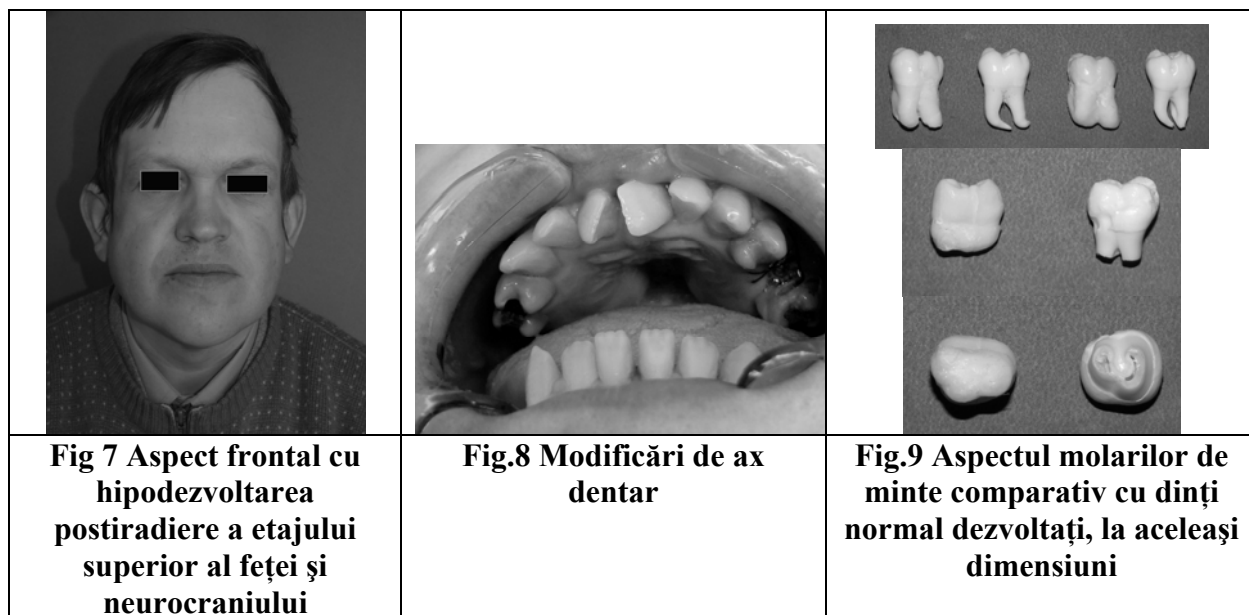 Fig 7 Aspect frontal cu
hipodezvoltarea
postiradiere a etajului
superior al feței şi
neurocraniului
Fig.8 Modificări de ax
dentar
Fig.9 Aspectul molarilor de
minte comparativ cu dinți
normal dezvoltați, la aceleaşi
dimensiuni